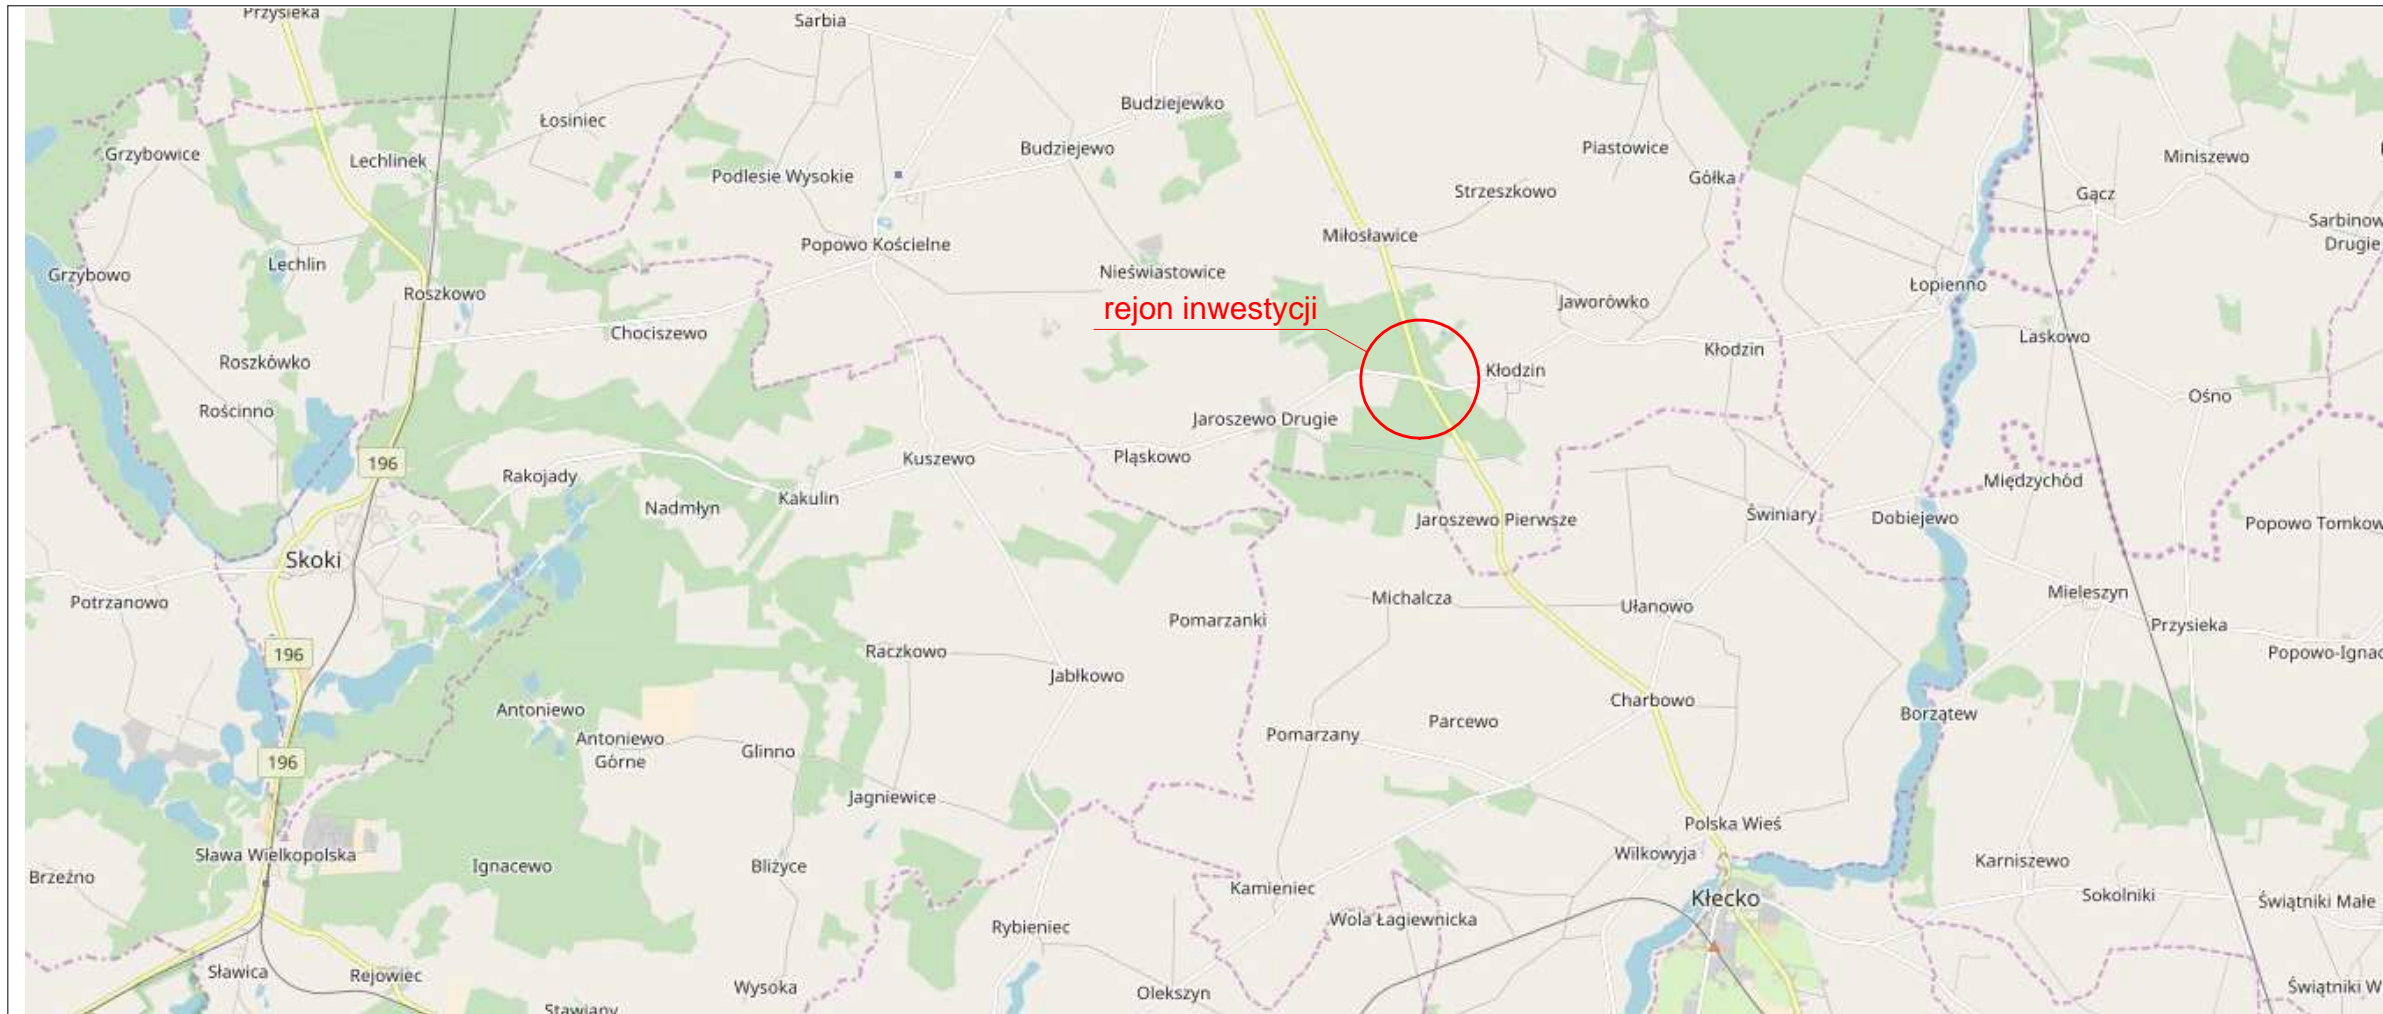 Przysieka
Sarbia
Budziejewko
Łosiniec
Budziejewo
Piastowice
Grzybowice
Lechlinek
Miniszewo
Podlesie Wysokie
Gółka
Strzeszkowo
Gącz
Sarbinow
Drugie
Miłosławice
Popowo Kościelne
Lechlin
Grzybowo
Nieświastowice
Łopienno
Roszkowo
Jaworówko
rejon inwestycji
Chociszewo
Laskowo
Kłodzin
Roszkówko
Kłodzin
Ośno
Rościnno
Jaroszewo Drugie
Pląskowo
Kuszewo
196
Rakojady
Międzychód
Kakulin
Nadmłyn
Świniary
Dobiejewo
Jaroszewo Pierwsze
Popowo Tomkow
Skoki
Mieleszyn
Potrzanowo
Michalcza
Ułanowo
Pomarzanki
Przysieka
Raczkowo
196
Popowo-Ignac
Jabłkowo
Charbowo
Antoniewo
Borzątew
Parcewo
Pomarzany
Antoniewo
Górne
Glinno
196
Jagniewice
Polska Wieś
Sława Wielkopolska
Wilkowyja
Karniszewo
Ignacewo
Bliżyce
Brzeźno
Kamieniec
Sokolniki
Kłecko
Świątniki Małe
Wola Łagiewnicka
Rybieniec
Sławica
Rejowiec
Wysoka
Świątniki W
Olekszyn
Stawiany